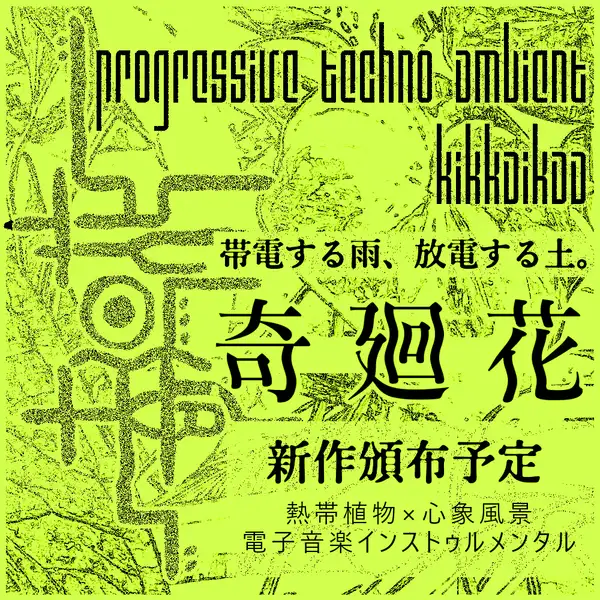 progressive techno ambient
kikkaikaa
帯電する雨、放電する土。
奇廻花
新作頒布予定
熱帯植物×心象風景
電子音楽インストゥルメンタル